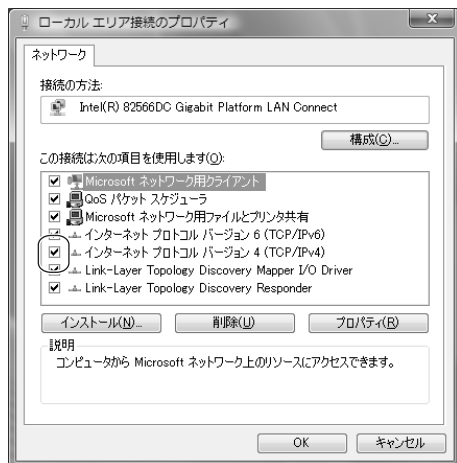 ローカル エリア接続のプロパティ
ネットワーク
接続の方法:
Intel(R) 82566DC Gigabit Platform LAN Connect
構成(C)...
この接続は次の項目を使用します(O):
Microsoft ネットワーク用クライアント
QoS パケット スケジューラ
Microsoft ネットワーク用ファイルとプリンタ共有
インターネット プロトコル バージョン 6 (TCP/IPv6)
インターネット プロトコル バージョン 4 (TCP/IPv4)
Link-Layer Topology Discovery Mapper I/O Driver
Link-Layer Topology Discovery Responder
インストール(N)...
削除(U)
プロパティ(R)
説明
コンピュータから Microsoft ネットワーク上のリソースにアクセスできます。
OK
キャンセル